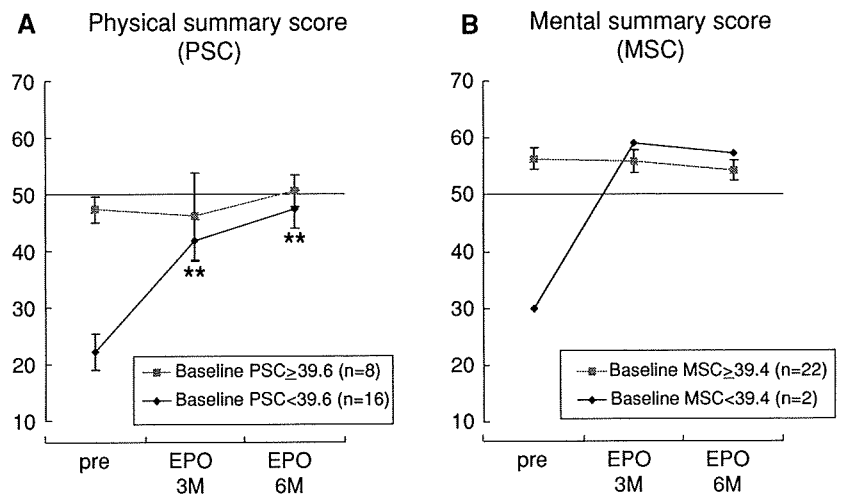 A
Physical summary score
(PSC)
70
60
50
40
30
20
10
**
**
Baseline PSC≥39.6 (n=8)
Baseline PSC<39.6 (n=16)
pre
EPO
3M
EPO
6M
B
Mental summary score
(MSC)
70
60
50
40
30
20
10
Baseline MSC≥39.4 (n=22)
Baseline MSC<39.4 (n=2)
pre
EPO
3M
EPO
6M